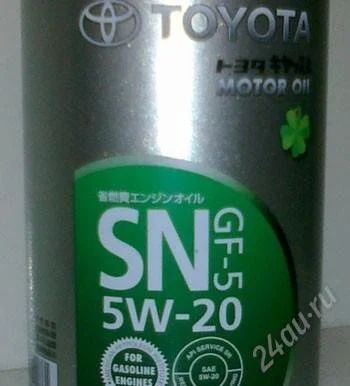 TOYOTA
トヨタ キヤッスル
MOTOR OIL
省燃費エンジンオイル
SN GF-5
5W-20
FOR
GASOLINE
ENGINES
API SERVICE SN
SAE
5W-20
24au.ru